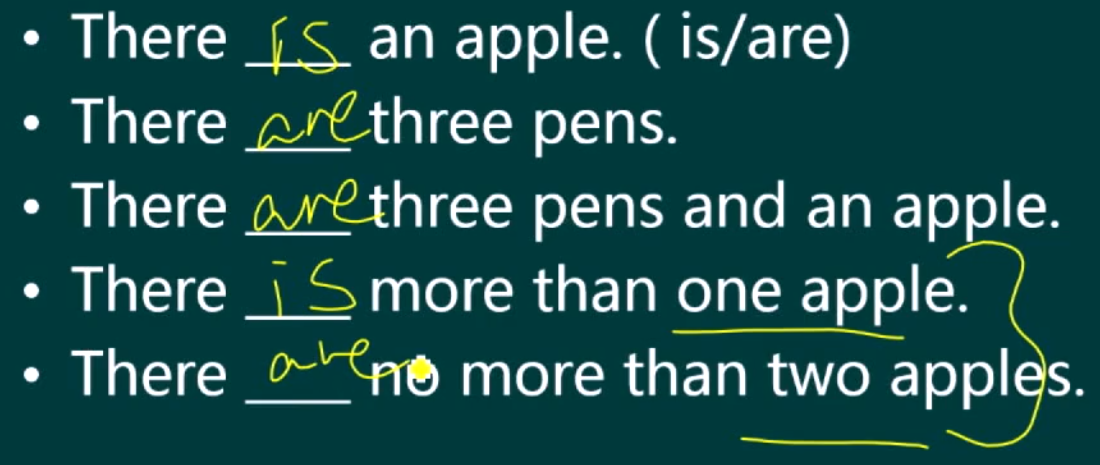 • There is an apple. ( is/are)
• There are three pens.
• There are three pens and an apple.
• There is more than one apple.
• There are no more than two apples.